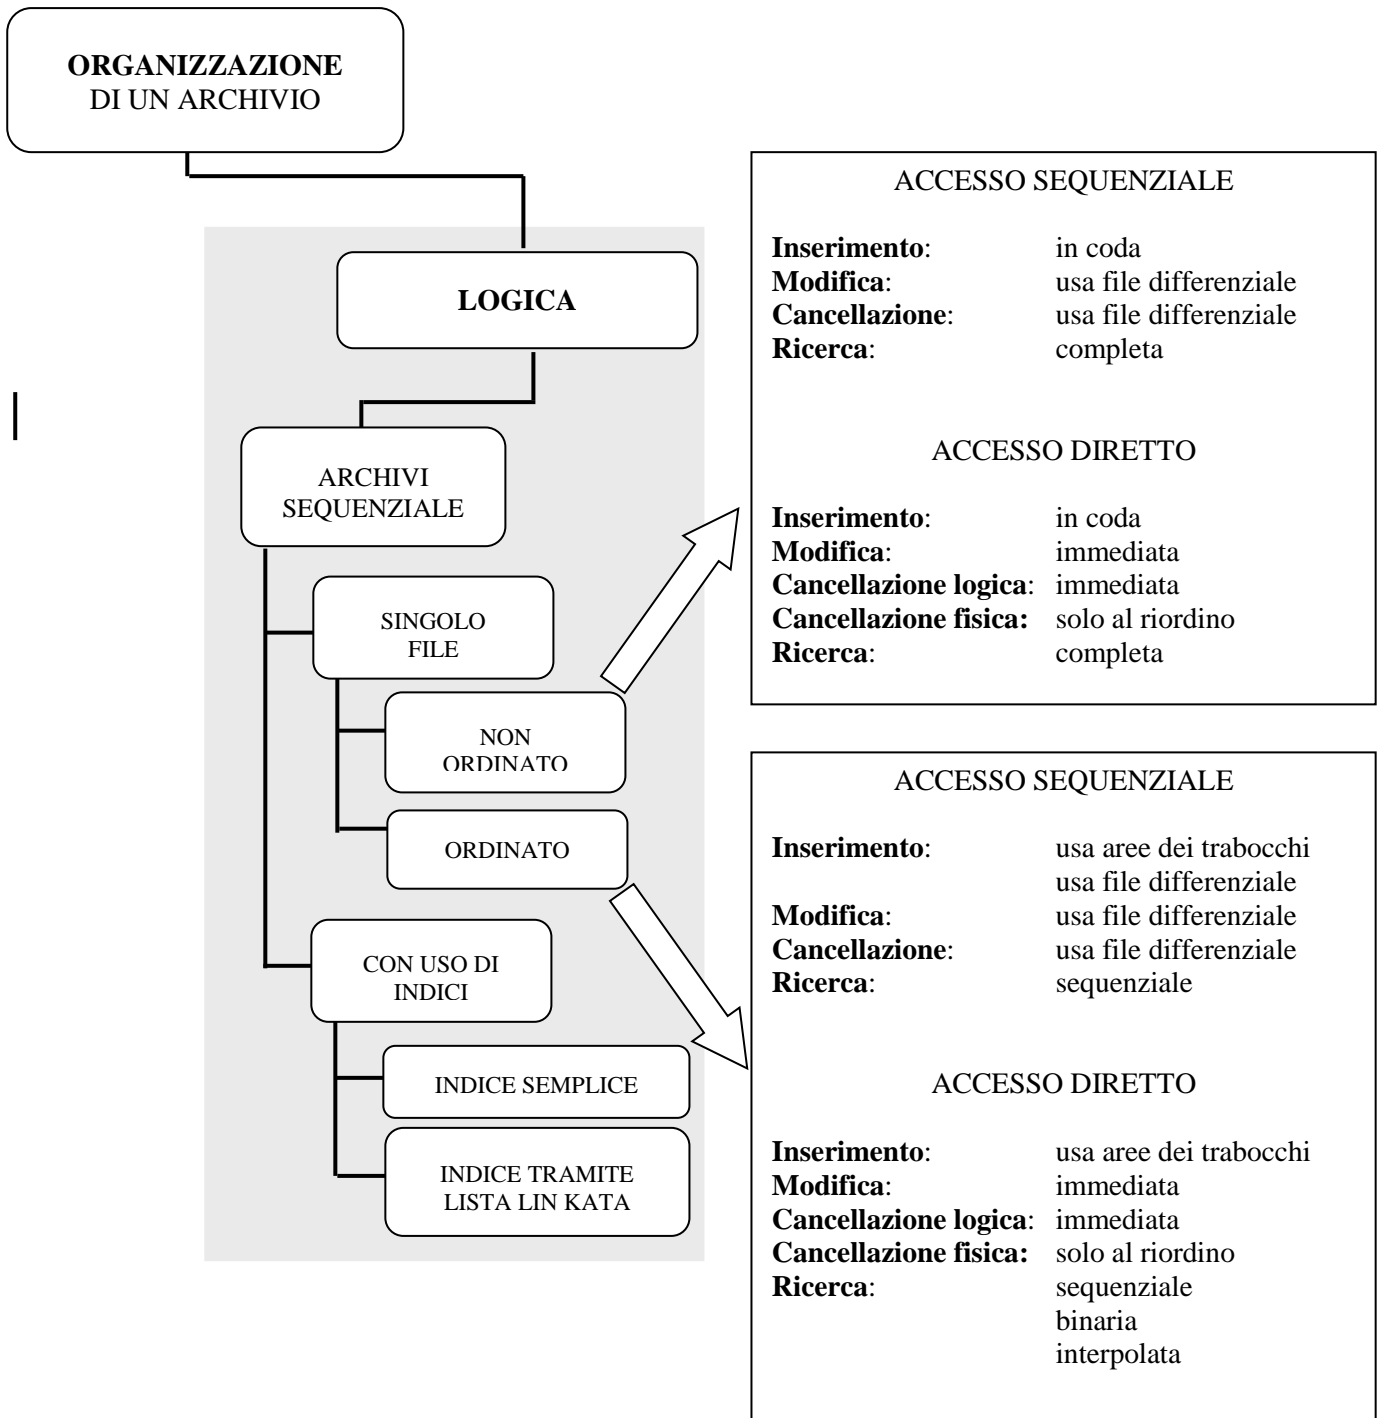 ORGANIZZAZIONE
DI UN ARCHIVIO
LOGICA
ARCHIVI
SEQUENZIALE
SINGOLO
FILE
NON
ORDINATO
ORDINATO
CON USO DI
INDICI
INDICE SEMPLICE
INDICE TRAMITE
LISTA LIN KATA
ACCESSO SEQUENZIALE
Inserimento: in coda
Modifica: usa file differenziale
Cancellazione: usa file differenziale
Ricerca: completa
ACCESSO DIRETTO
Inserimento: in coda
Modifica: immediata
Cancellazione logica: immediata
Cancellazione fisica: solo al riordino
Ricerca: completa
ACCESSO SEQUENZIALE
Inserimento: usa aree dei trabocchi
usa file differenziale
Modifica: usa file differenziale
Cancellazione: usa file differenziale
Ricerca: sequenziale
ACCESSO DIRETTO
Inserimento: usa aree dei trabocchi
Modifica: immediata
Cancellazione logica: immediata
Cancellazione fisica: solo al riordino
Ricerca: sequenziale
binaria
interpolata